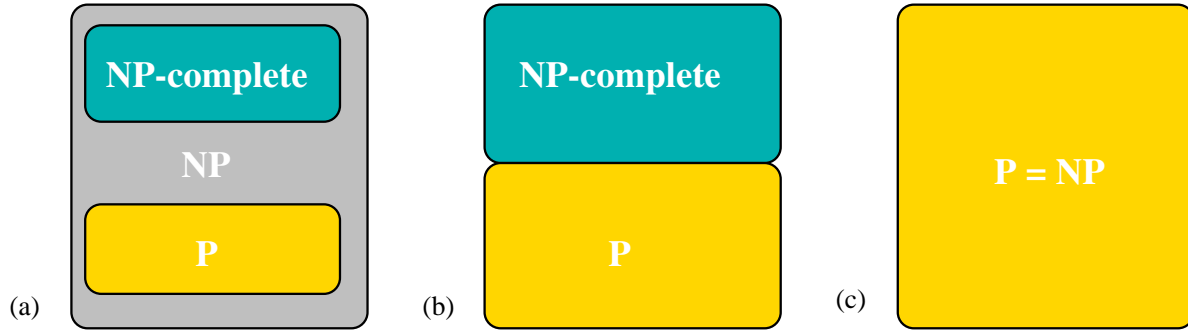 NP-complete
NP
P
(a)
NP-complete
P
(b)
P = NP
(c)